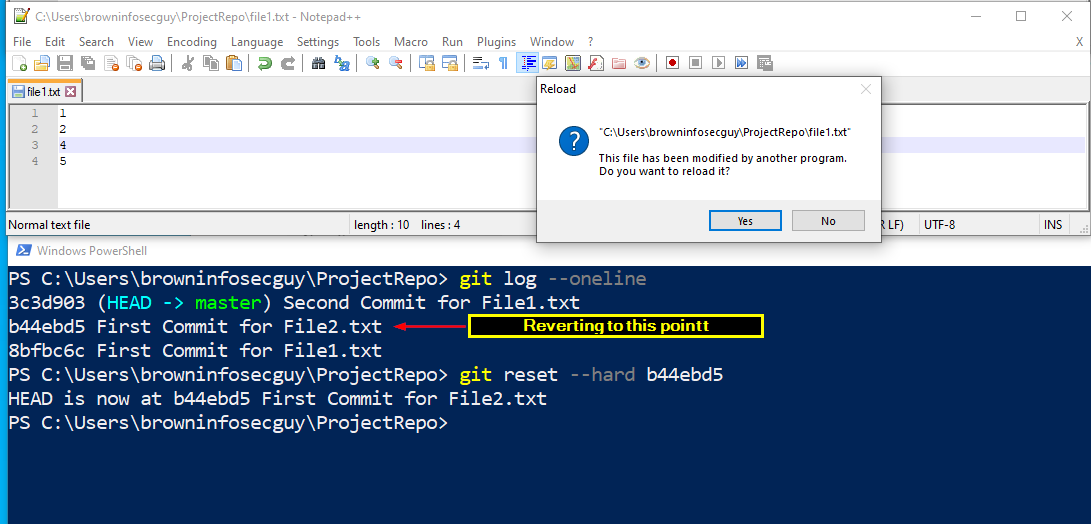 C:\Users\browninfosecguy\ProjectRepo\file1.txt - Notepad++
File Edit Search View Encoding Language Settings Tools Macro Run Plugins Window ? X
file1.txt
1 1
2 2
3 4
4 5
Reload
"C:\Users\browninfosecguy\ProjectRepo\file1.txt"
This file has been modified by another program.
Do you want to reload it?
Yes No
Normal text file length : 10 lines : 4 R LF) UTF-8 INS
Windows PowerShell
PS C:\Users\browninfosecguy\ProjectRepo> git log --oneline
3c3d903 (HEAD -> master) Second Commit for File1.txt
b44ebd5 First Commit for File2.txt Reverting to this pointt
8bfbc6c First Commit for File1.txt
PS C:\Users\browninfosecguy\ProjectRepo> git reset --hard b44ebd5
HEAD is now at b44ebd5 First Commit for File2.txt
PS C:\Users\browninfosecguy\ProjectRepo>